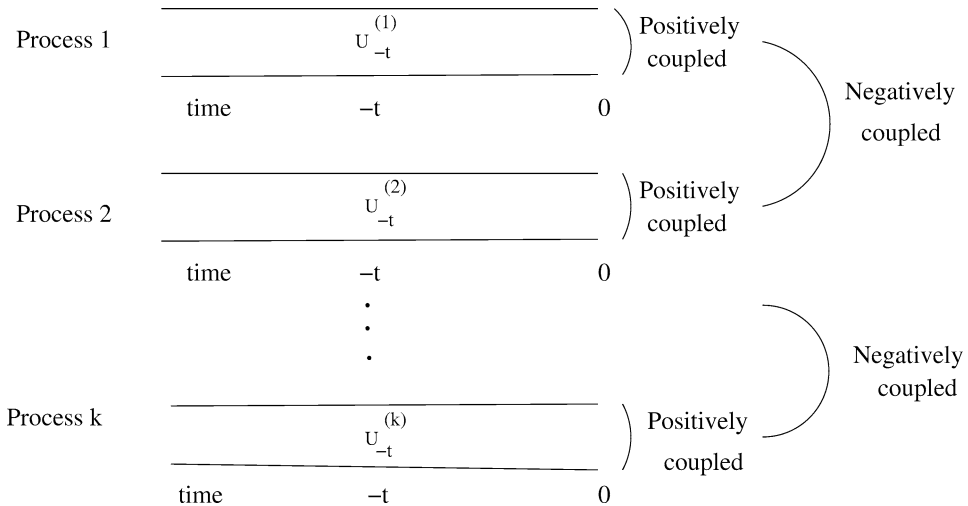 Process 1
U_{-t}^{(1)}
Positively
coupled
time −t 0
Negatively
coupled
Process 2
U_{-t}^{(2)}
Positively
coupled
time −t 0
Negatively
coupled
Process k
U_{-t}^{(k)}
Positively
coupled
time −t 0